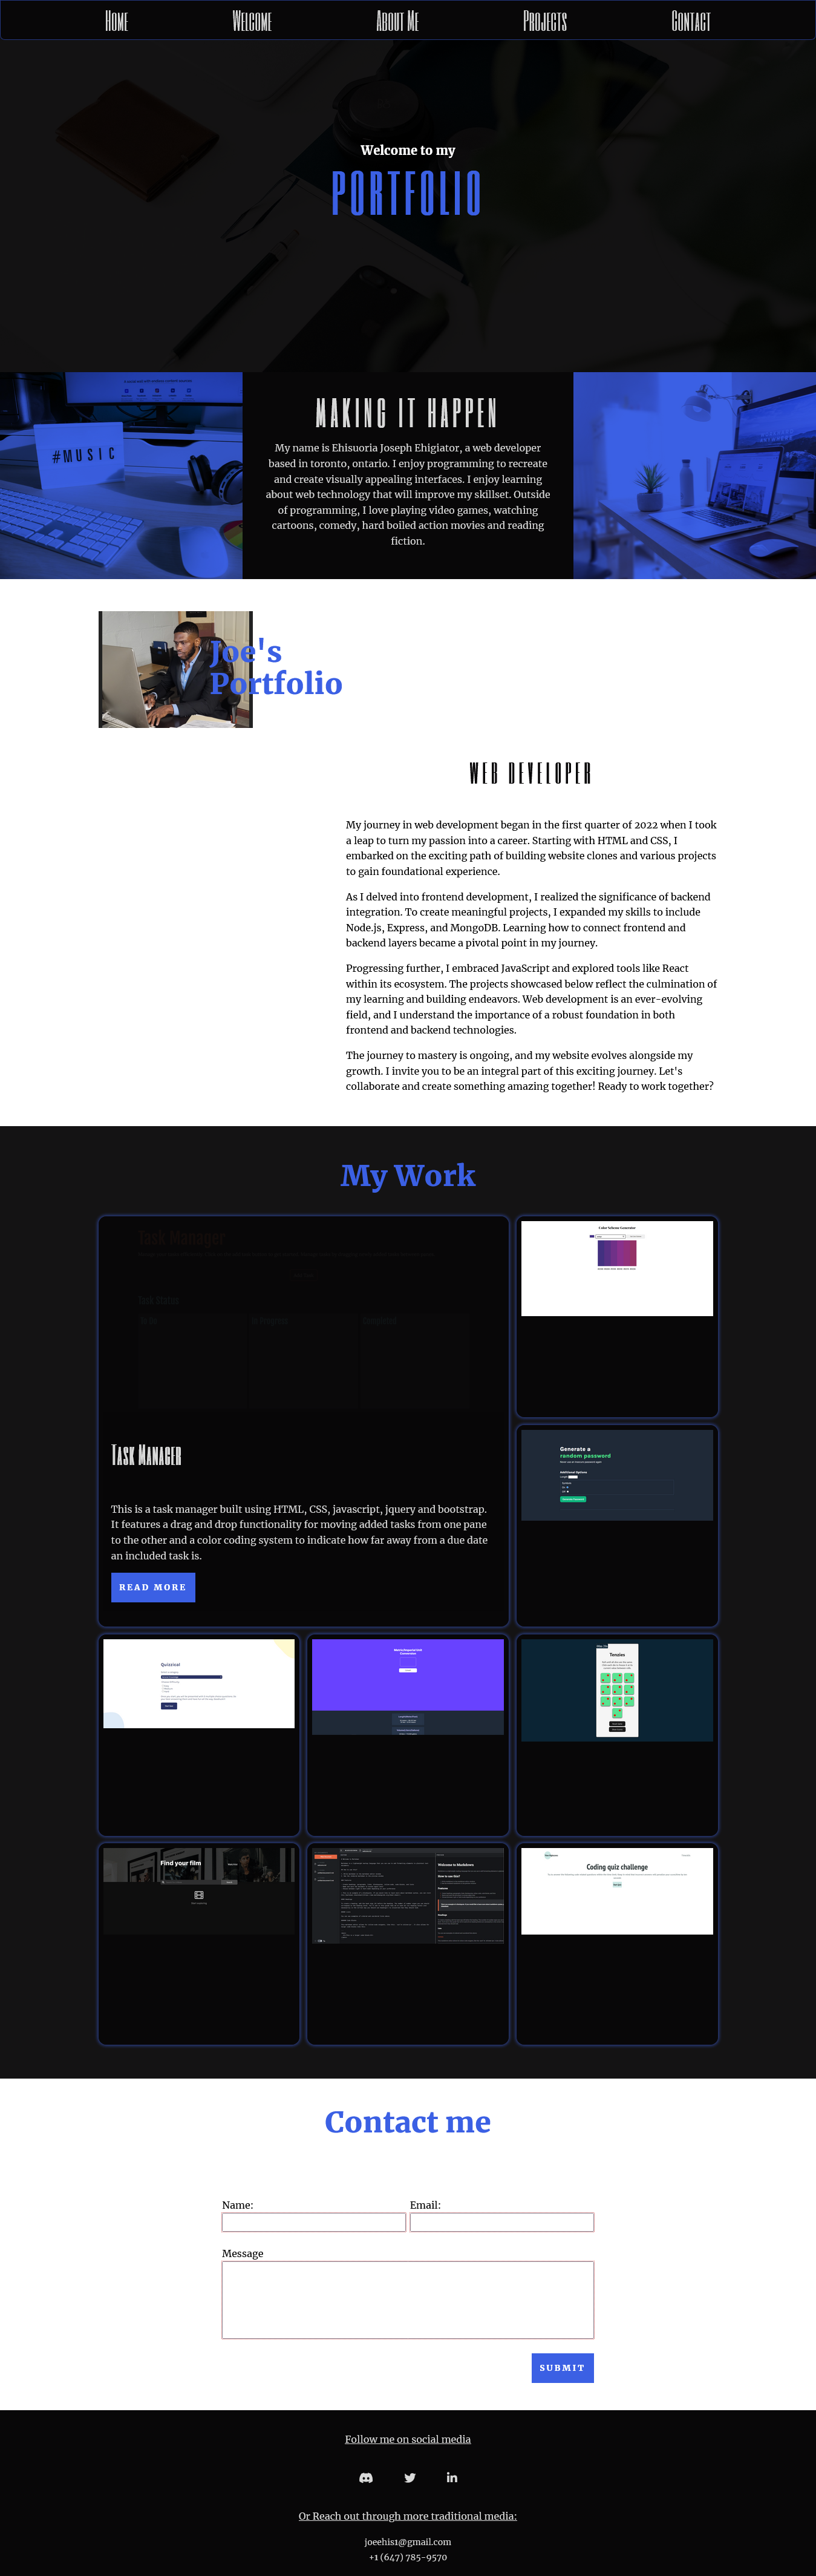 Home Welcome About Me Projects Contact
Welcome to my
PORTFOLIO
#MUSIC
MAKING IT HAPPEN
My name is Ehisuoria Joseph Ehigiator, a web developer
based in toronto, ontario. I enjoy programming to recreate
and create visually appealing interfaces. I enjoy learning
about web technology that will improve my skillset. Outside
of programming, I love playing video games, watching
cartoons, comedy, hard boiled action movies and reading
fiction.
Joe's
Portfolio
WEB DEVELOPER
My journey in web development began in the first quarter of 2022 when I took
a leap to turn my passion into a career. Starting with HTML and CSS, I
embarked on the exciting path of building website clones and various projects
to gain foundational experience.
As I delved into frontend development, I realized the significance of backend
integration. To create meaningful projects, I expanded my skills to include
Node.js, Express, and MongoDB. Learning how to connect frontend and
backend layers became a pivotal point in my journey.
Progressing further, I embraced JavaScript and explored tools like React
within its ecosystem. The projects showcased below reflect the culmination of
my learning and building endeavors. Web development is an ever-evolving
field, and I understand the importance of a robust foundation in both
frontend and backend technologies.
The journey to mastery is ongoing, and my website evolves alongside my
growth. I invite you to be an integral part of this exciting journey. Let's
collaborate and create something amazing together! Ready to work together?
My Work
Task Manager
Task Status
Color Scheme Generator
Task Manager
This is a task manager built using HTML, CSS, javascript, jquery and bootstrap.
It features a drag and drop functionality for moving added tasks from one pane
to the other and a color coding system to indicate how far away from a due date
an included task is.
READ MORE
Generate a
random password
Additional Options
Quizzical
Tenzies
Find your film
Welcome to Markdown
Coding quiz challenge
Contact me
Name: Email:
Message
SUBMIT
Follow me on social media
Or Reach out through more traditional media:
joeehis1@gmail.com
+1 (647) 785-9570